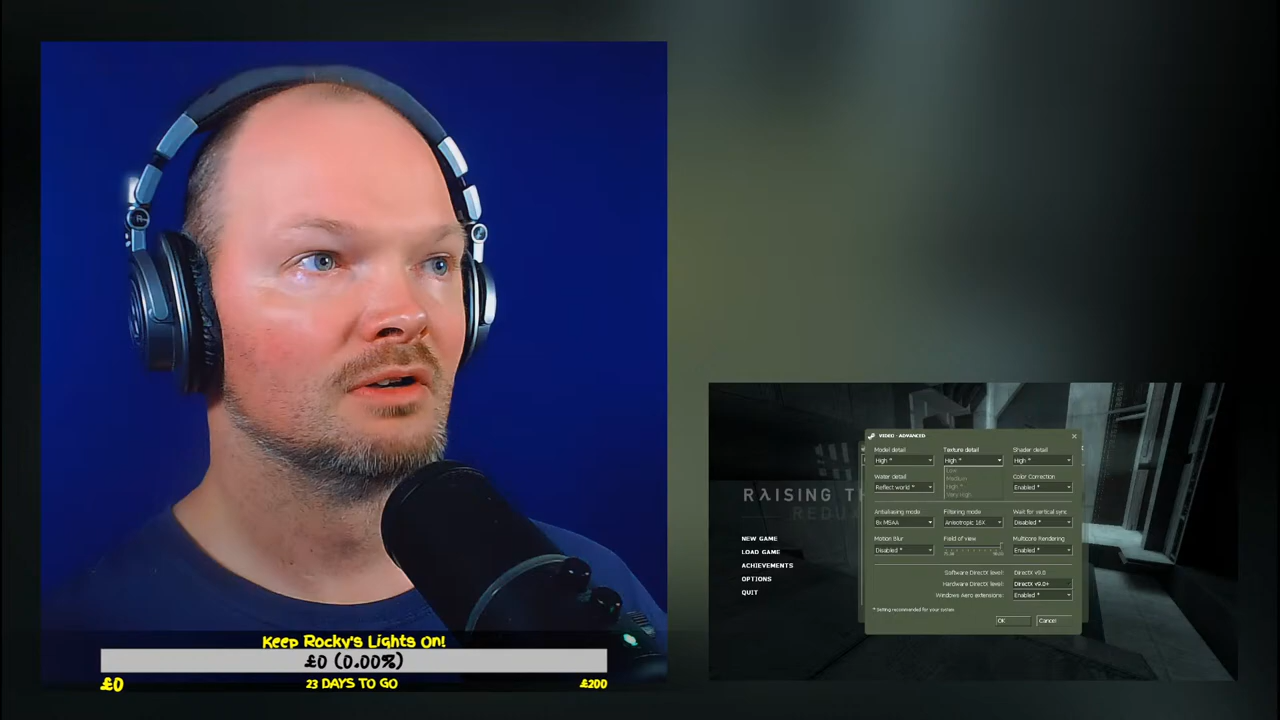 Keep Rocky's Lights On!
£0 (0.00%)
£0
23 DAYS TO GO
£200
RAISING TH
REDU
NEW GAME
LOAD GAME
ACHIEVEMENTS
OPTIONS
QUIT
VIDEO - ADVANCED
Model detail
Texture detail
Shader detail
High *
High *
High *
Low
Medium
High *
Very High
Water detail
Color Correction
Reflect world *
Enabled *
Antialiasing mode
Filtering mode
Wait for vertical sync
8x MSAA
Anisotropic 16X
Disabled *
Motion Blur
Field of view
Multicore Rendering
Disabled *
Enabled *
Software DirectX level:
DirectX v9.0
Hardware DirectX level:
DirectX v9.0+
Windows Aero extensions:
Enabled *
* Setting recommended for your system
OK
Cancel